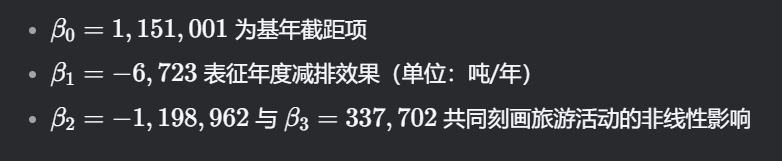 • β₀ = 1,151,001 为基年截距项
• β₁ = −6,723 表征年度减排效果（单位：吨/年）
• β₂ = −1,198,962 与 β₃ = 337,702 共同刻画旅游活动的非线性影响